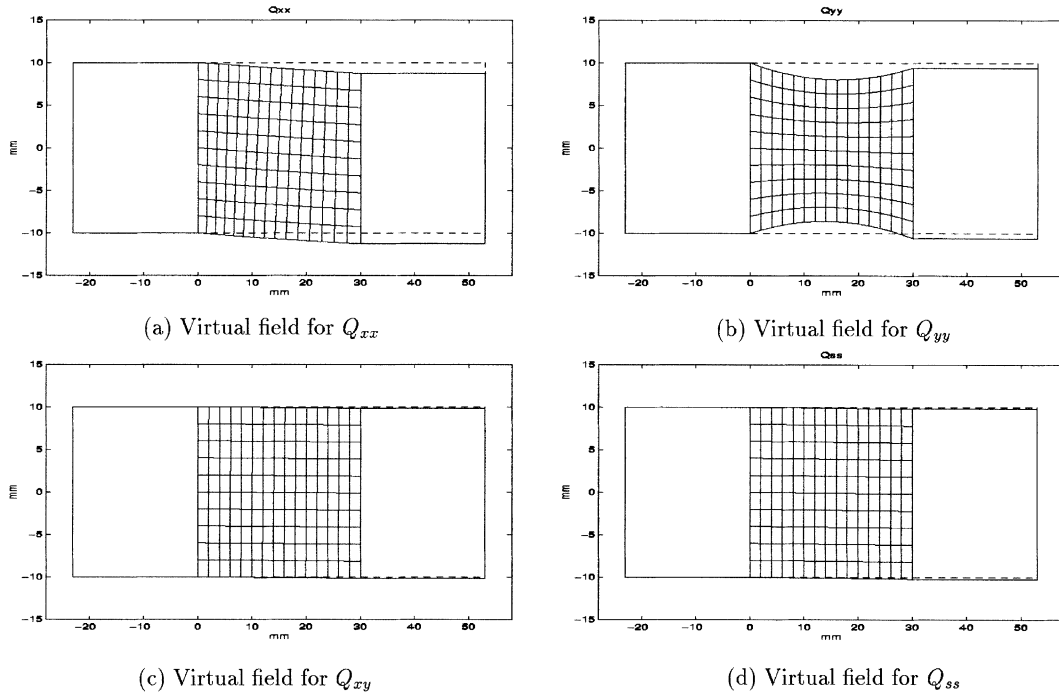 Qxx
15
10
5
0
−5
−10
−15
mm
−20 −10 0 10 20 30 40 50
mm
(a) Virtual field for Qxx
Qyy
15
10
5
0
−5
−10
−15
mm
−20 −10 0 10 20 30 40 50
mm
(b) Virtual field for Qyy
15
10
5
0
−5
−10
−15
mm
−20 −10 0 10 20 30 40 50
mm
(c) Virtual field for Qxy
Qss
15
10
5
0
−5
−10
−15
mm
−20 −10 0 10 20 30 40 50
mm
(d) Virtual field for Qss